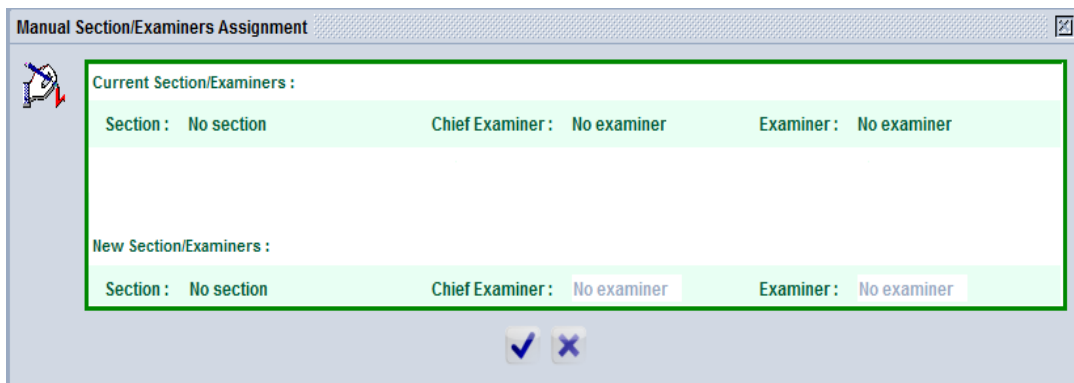 Manual Section/Examiners Assignment
Current Section/Examiners :
Section : No section Chief Examiner : No examiner Examiner : No examiner
New Section/Examiners :
Section : No section Chief Examiner : No examiner Examiner : No examiner